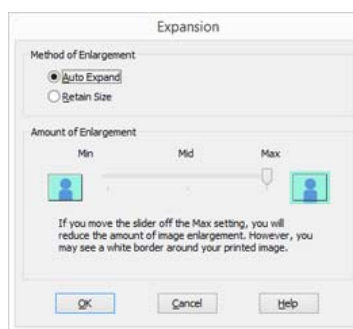 Expansion
Method of Enlargement
Auto Expand
Retain Size
Amount of Enlargement
Min Mid Max
If you move the slider off the Max setting, you will
reduce the amount of image enlargement. However, you
may see a white border around your printed image.
OK Cancel Help